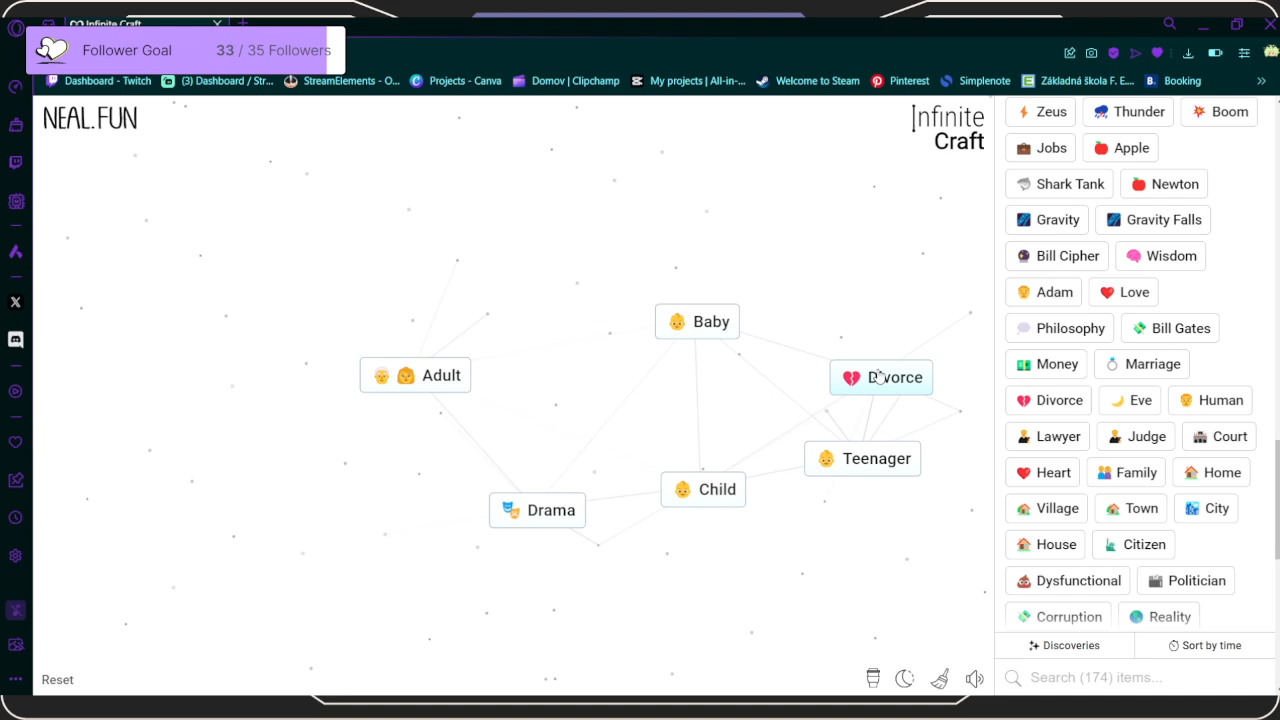 Infinite Craft
Follower Goal 33 / 35 Followers
Dashboard - Twitch
(3) Dashboard / Str...
StreamElements - O...
Projects - Canva
Domov | Clipchamp
My projects | All-in-...
Welcome to Steam
Pinterest
Simplenote
Základná škola F. E...
B. Booking
NEAL.FUN
Infinite
Craft
Baby
Adult
Divorce
Teenager
Child
Drama
Zeus Thunder Boom
Jobs Apple
Shark Tank Newton
Gravity Gravity Falls
Bill Cipher Wisdom
Adam Love
Philosophy Bill Gates
Money Marriage
Divorce Eve Human
Lawyer Judge Court
Heart Family Home
Village Town City
House Citizen
Dysfunctional Politician
Corruption Reality
Discoveries Sort by time
Search (174) items...
Reset